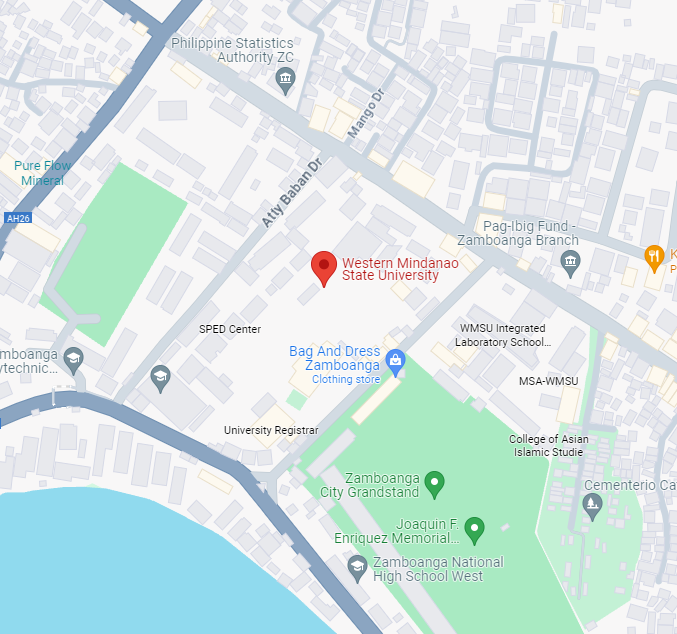 Philippine Statistics
Authority ZC
Mango Dr
Pure Flow
Mineral
Atty Baban Dr
AH26
Pag-Ibig Fund -
Zamboanga Branch
K
P
Western Mindanao
State University
SPED Center
WMSU Integrated
Laboratory School...
Bag And Dress
Zamboanga
Clothing store
mboanga
ytechnic...
MSA-WMSU
University Registrar
College of Asian
Islamic Studie
Zamboanga
City Grandstand
Cementerio Ca
Joaquin F.
Enriquez Memorial...
Zamboanga National
High School West